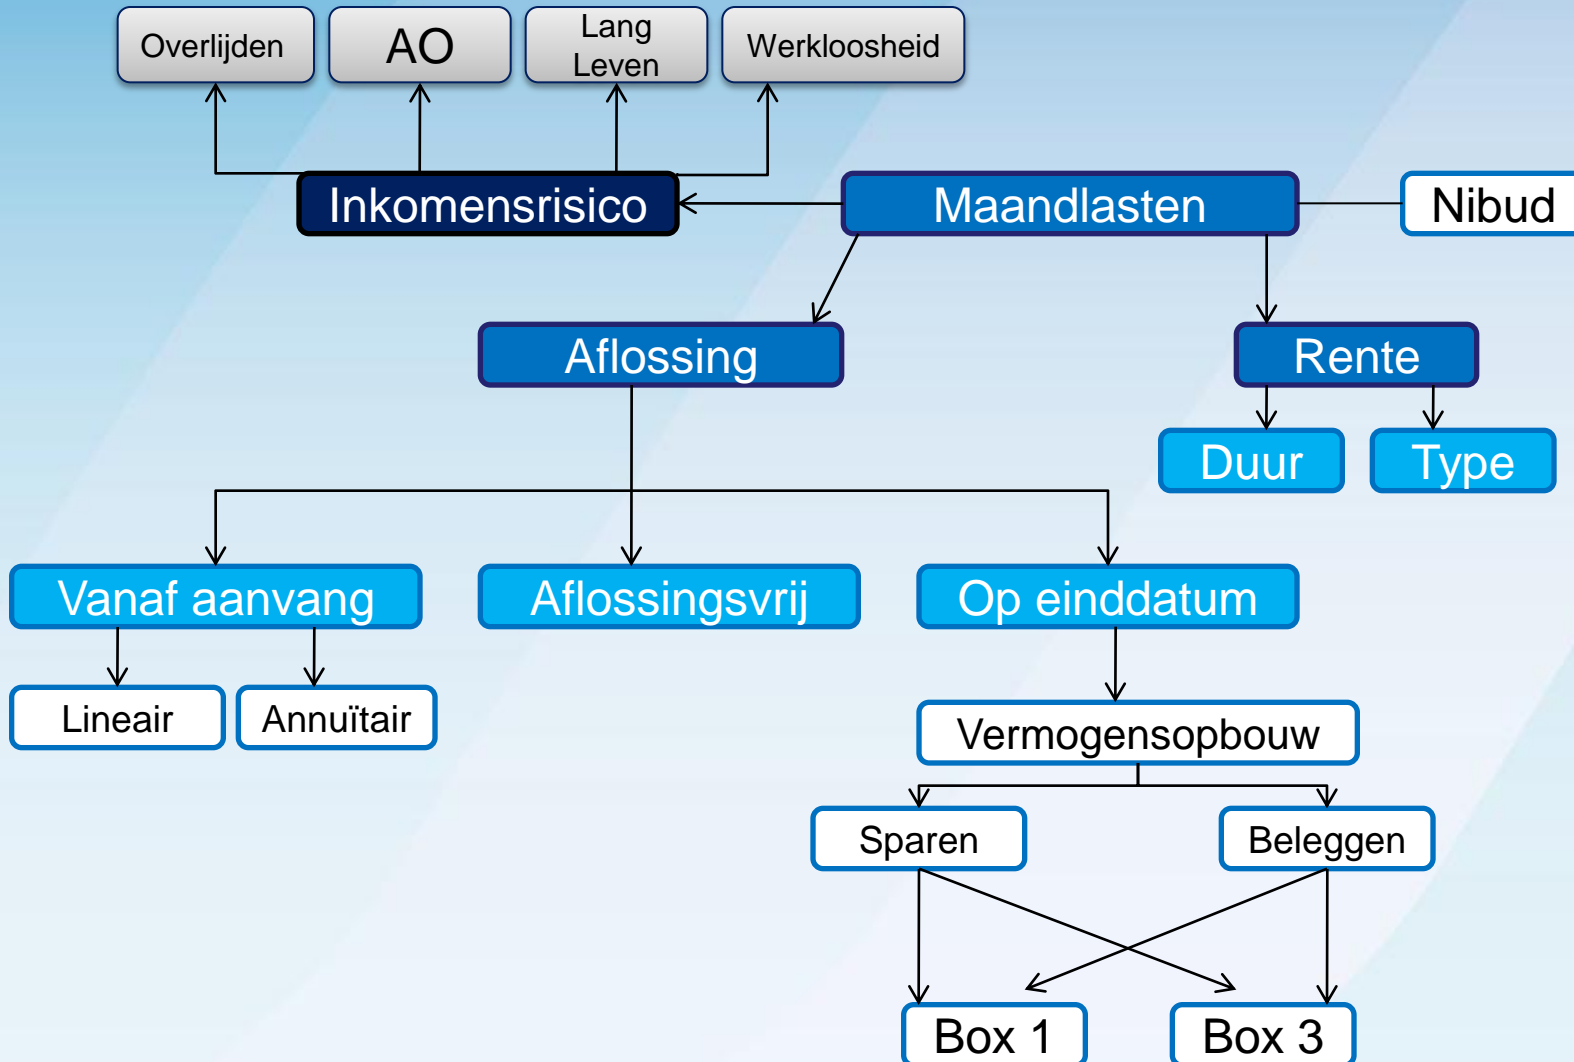 Overlijden
AO
Lang
Leven
Werkloosheid
Inkomensrisico
Maandlasten
Nibud
Aflossing
Rente
Duur
Type
Vanaf aanvang
Aflossingsvrij
Op einddatum
Lineair
Annuïtair
Vermogensopbouw
Sparen
Beleggen
Box 1
Box 3